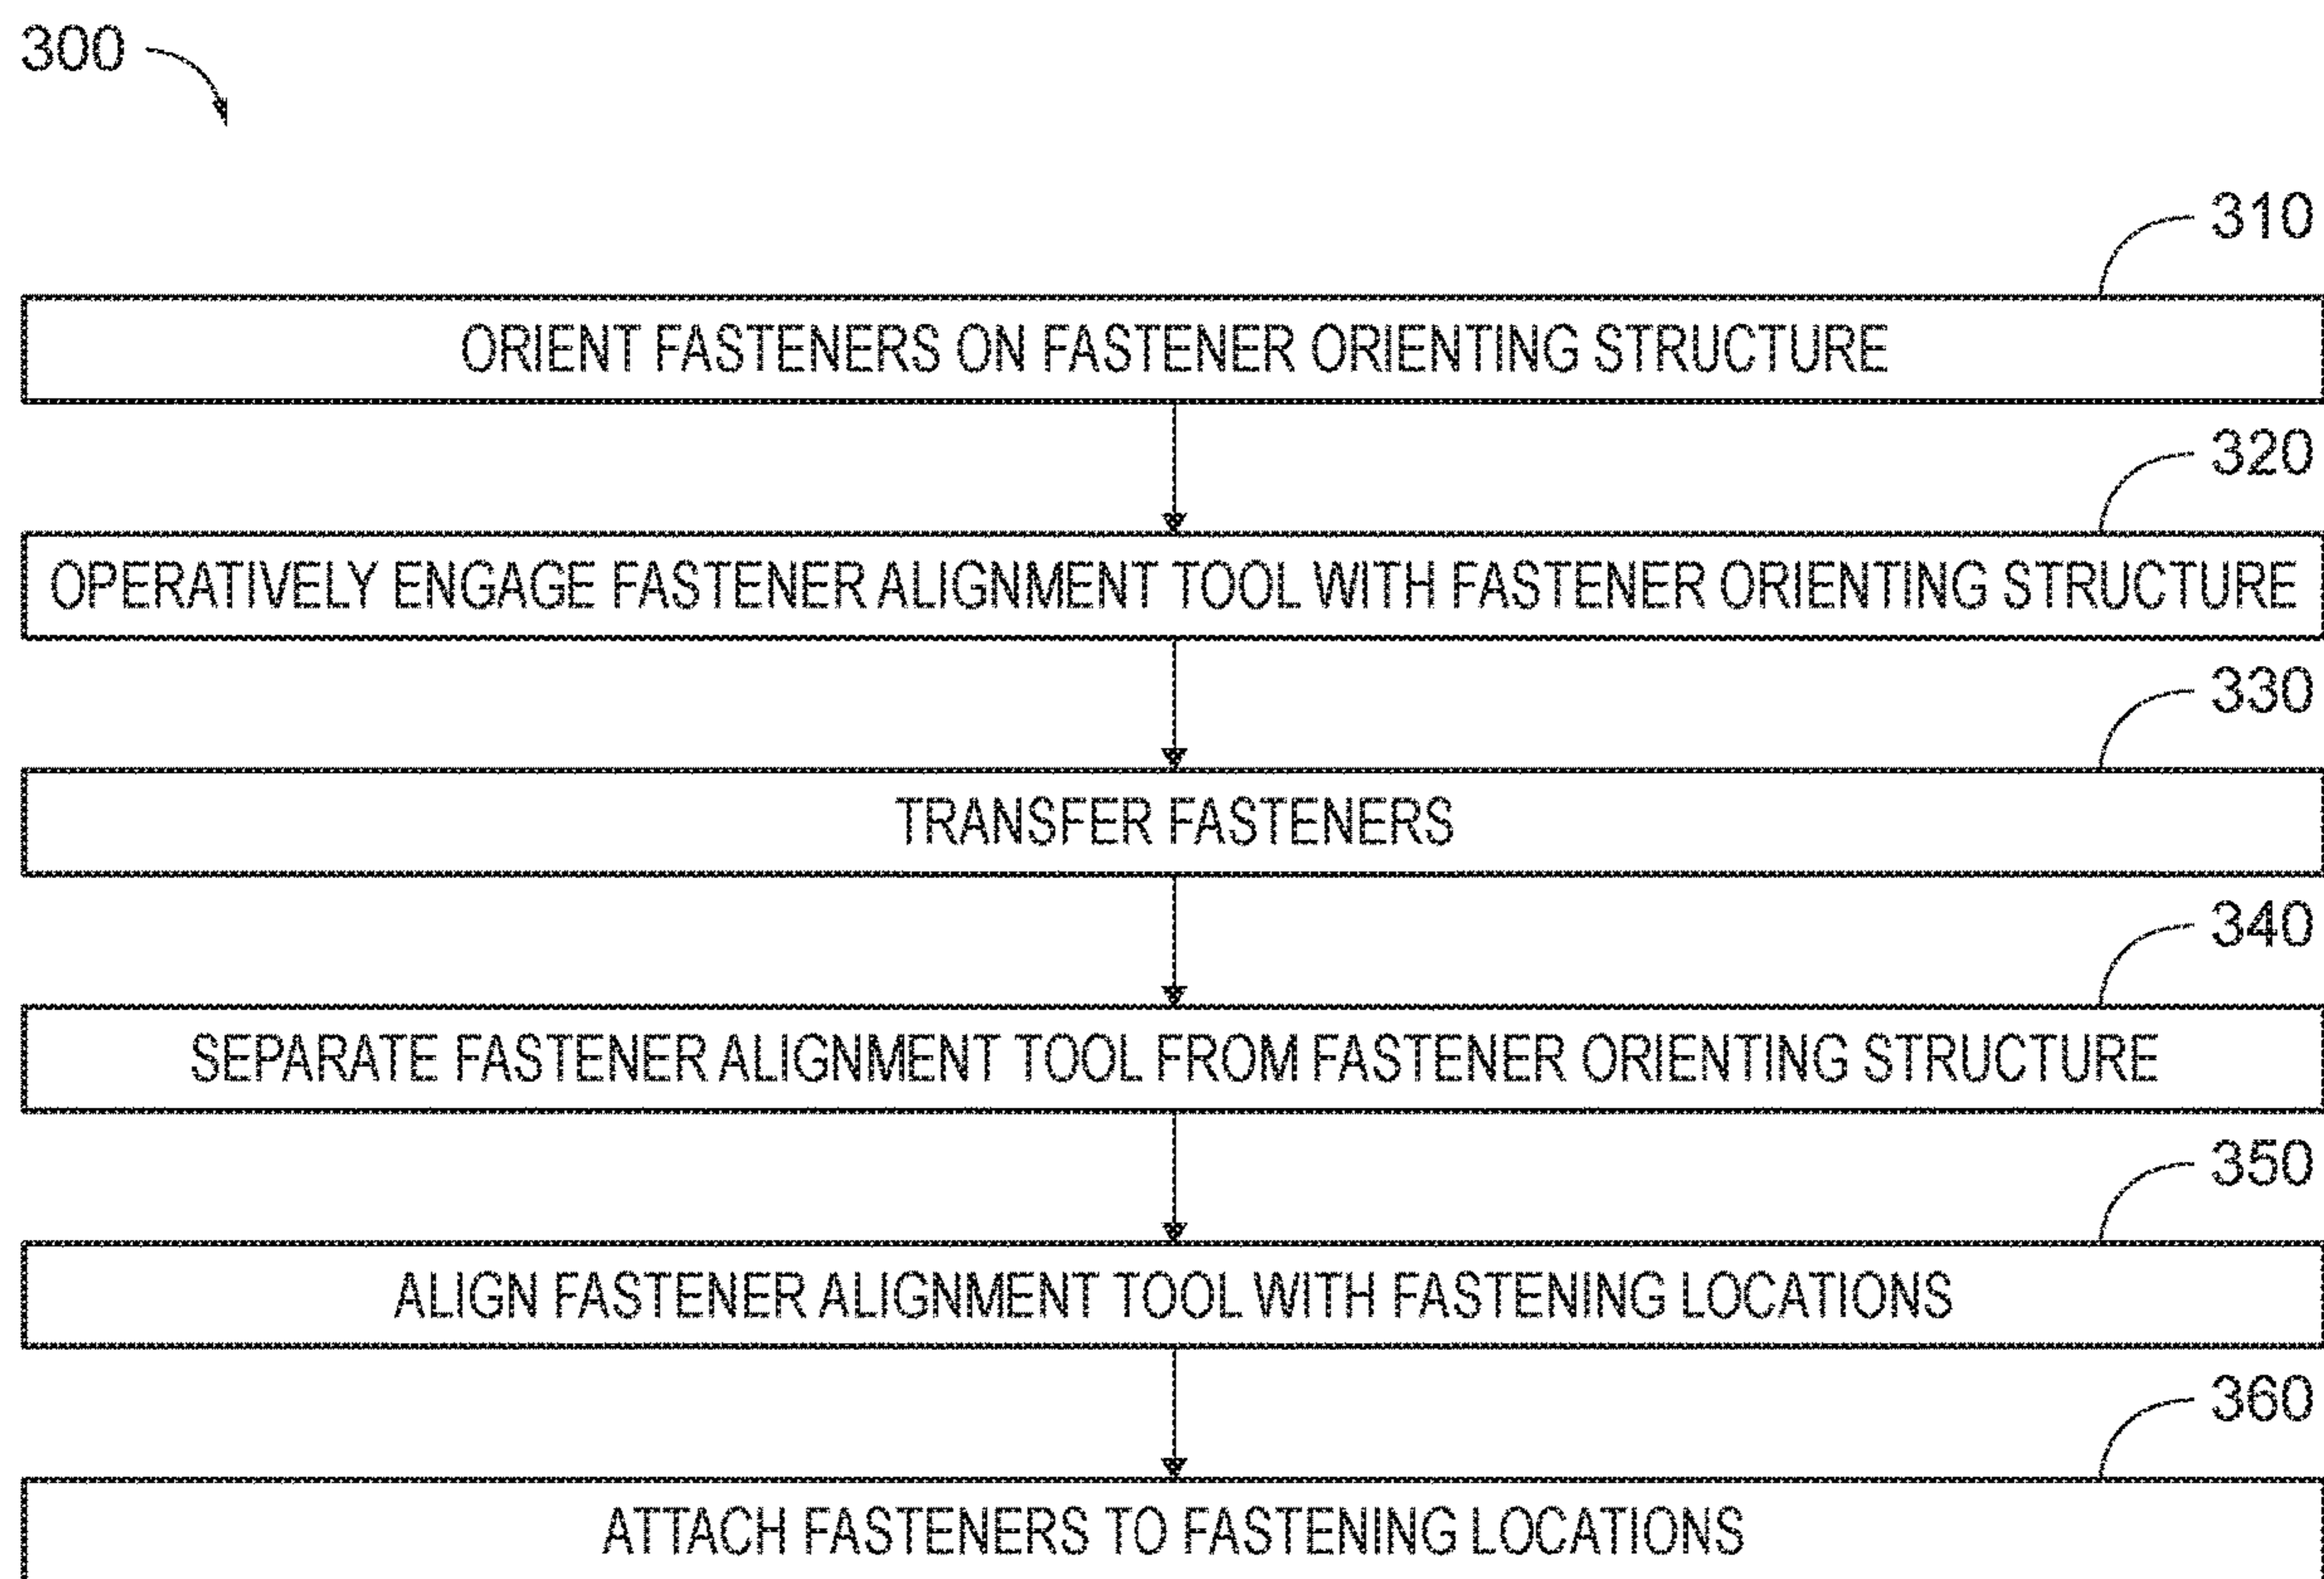 300
310
ORIENT FASTENERS ON FASTENER ORIENTING STRUCTURE
320
OPERATIVELY ENGAGE FASTENER ALIGNMENT TOOL WITH FASTENER ORIENTING STRUCTURE
330
TRANSFER FASTENERS
340
SEPARATE FASTENER ALIGNMENT TOOL FROM FASTENER ORIENTING STRUCTURE
350
ALIGN FASTENER ALIGNMENT TOOL WITH FASTENING LOCATIONS
360
ATTACH FASTENERS TO FASTENING LOCATIONS